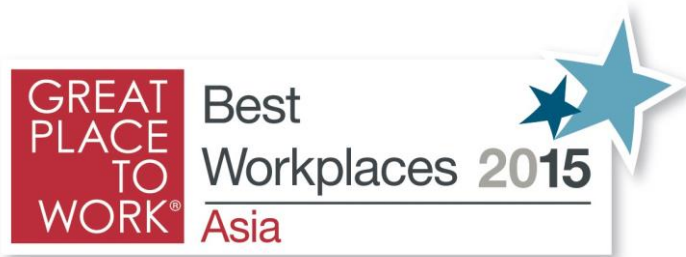 GREAT
PLACE
TO
WORK®
Best
Workplaces 2015
Asia